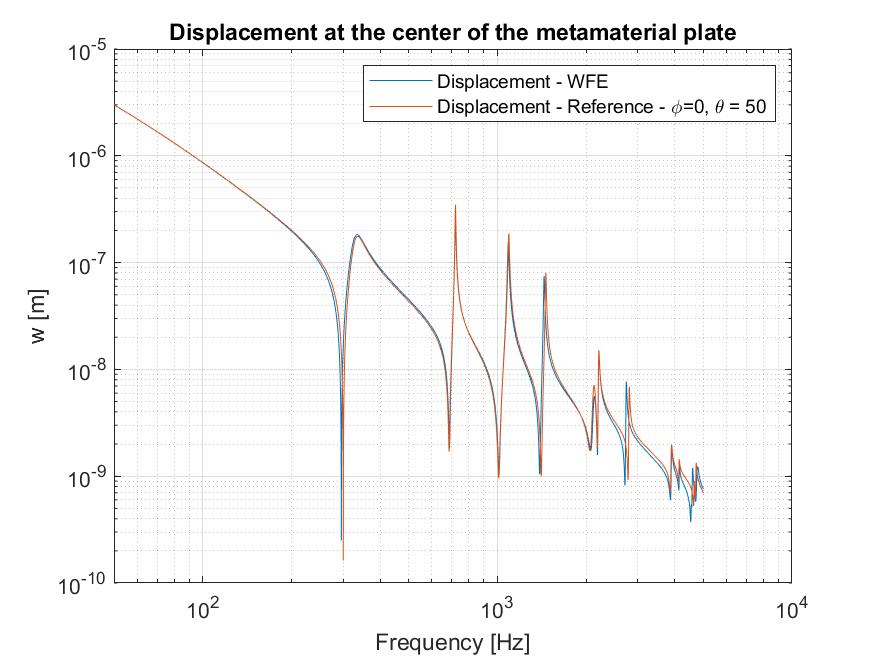 Displacement at the center of the metamaterial plate
Displacement - WFE
Displacement - Reference - ϕ=0, θ = 50
w [m]
10^-5
10^-6
10^-7
10^-8
10^-9
10^-10
10^2
10^3
10^4
Frequency [Hz]